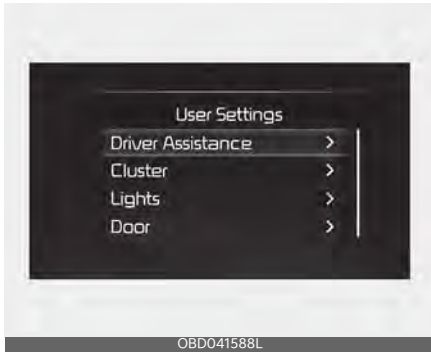 User Settings
Driver Assistance >
Cluster >
Lights >
Door >
OBD041588L